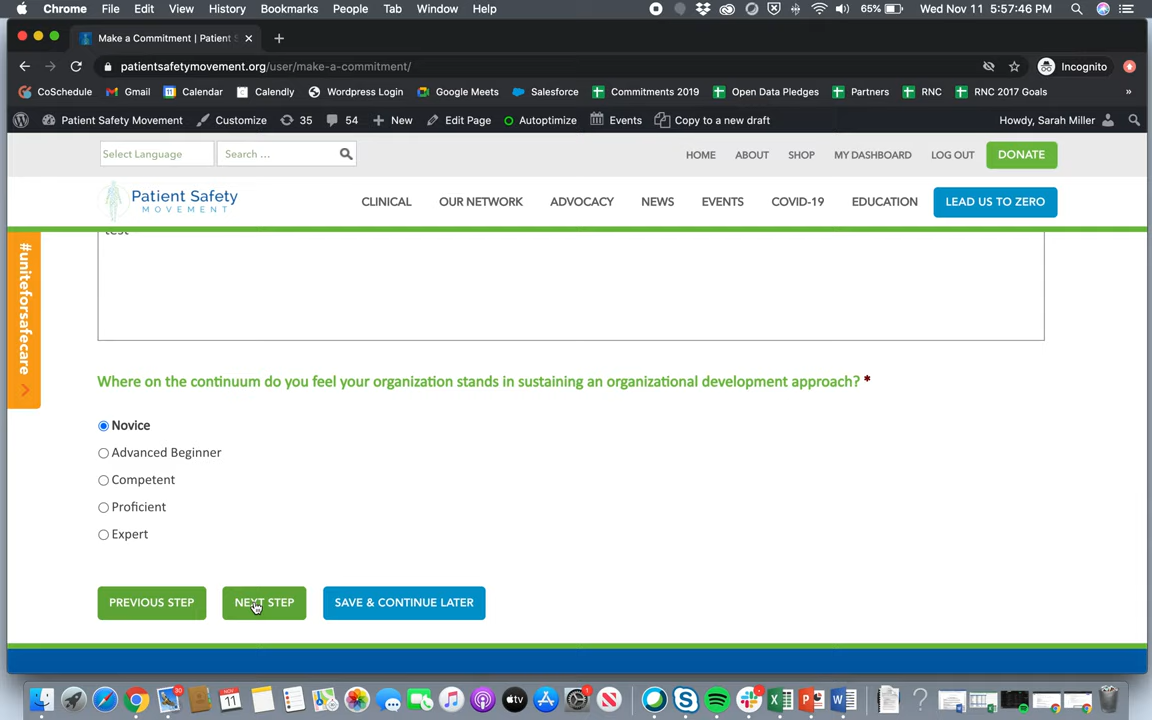 Chrome File Edit View History Bookmarks People Tab Window Help 65% Wed Nov 11 5:57:46 PM
Make a Commitment | Patient S
patientsafetymovement.org/user/make-a-commitment/ Incognito
CoSchedule Gmail Calendar Calendly Wordpress Login Google Meets Salesforce Commitments 2019 Open Data Pledges Partners RNC RNC 2017 Goals »
Patient Safety Movement Customize 35 54 New Edit Page Autoptimize Events Copy to a new draft Howdy, Sarah Miller
Select Language Search ... HOME ABOUT SHOP MY DASHBOARD LOG OUT DONATE
Patient Safety
MOVEMENT
CLINICAL OUR NETWORK ADVOCACY NEWS EVENTS COVID-19 EDUCATION LEAD US TO ZERO
#uniteforsafecare
test
Where on the continuum do you feel your organization stands in sustaining an organizational development approach? *
Novice
Advanced Beginner
Competent
Proficient
Expert
PREVIOUS STEP NEXT STEP SAVE & CONTINUE LATER